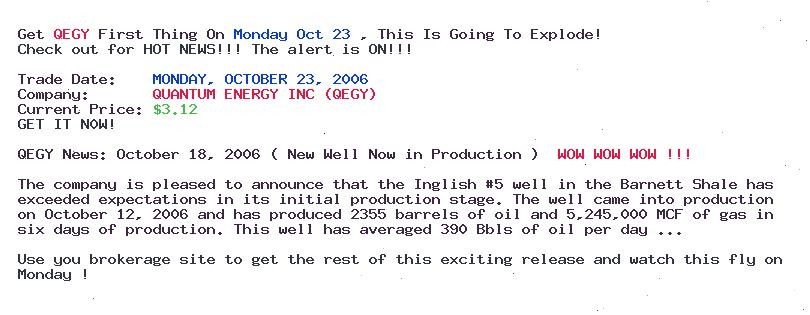 Get QEGY First Thing On Monday Oct 23 , This Is Going To Explode!
Check out for HOT NEWS!!! The alert is ON!!!
Trade Date: MONDAY, OCTOBER 23, 2006
Company: QUANTUM ENERGY INC (QEGY)
Current Price: $3.12
GET IT NOW!
QEGY News: October 18, 2006 ( New Well Now in Production ) WOW WOW WOW !!!
The company is pleased to announce that the Inglish #5 well in the Barnett Shale has
exceeded expectations in its initial production stage. The well came into production
on October 12, 2006 and has produced 2355 barrels of oil and 5,245,000 MCF of gas in
six days of production. This well has averaged 390 Bbls of oil per day ...
Use you brokerage site to get the rest of this exciting release and watch this fly on
Monday !